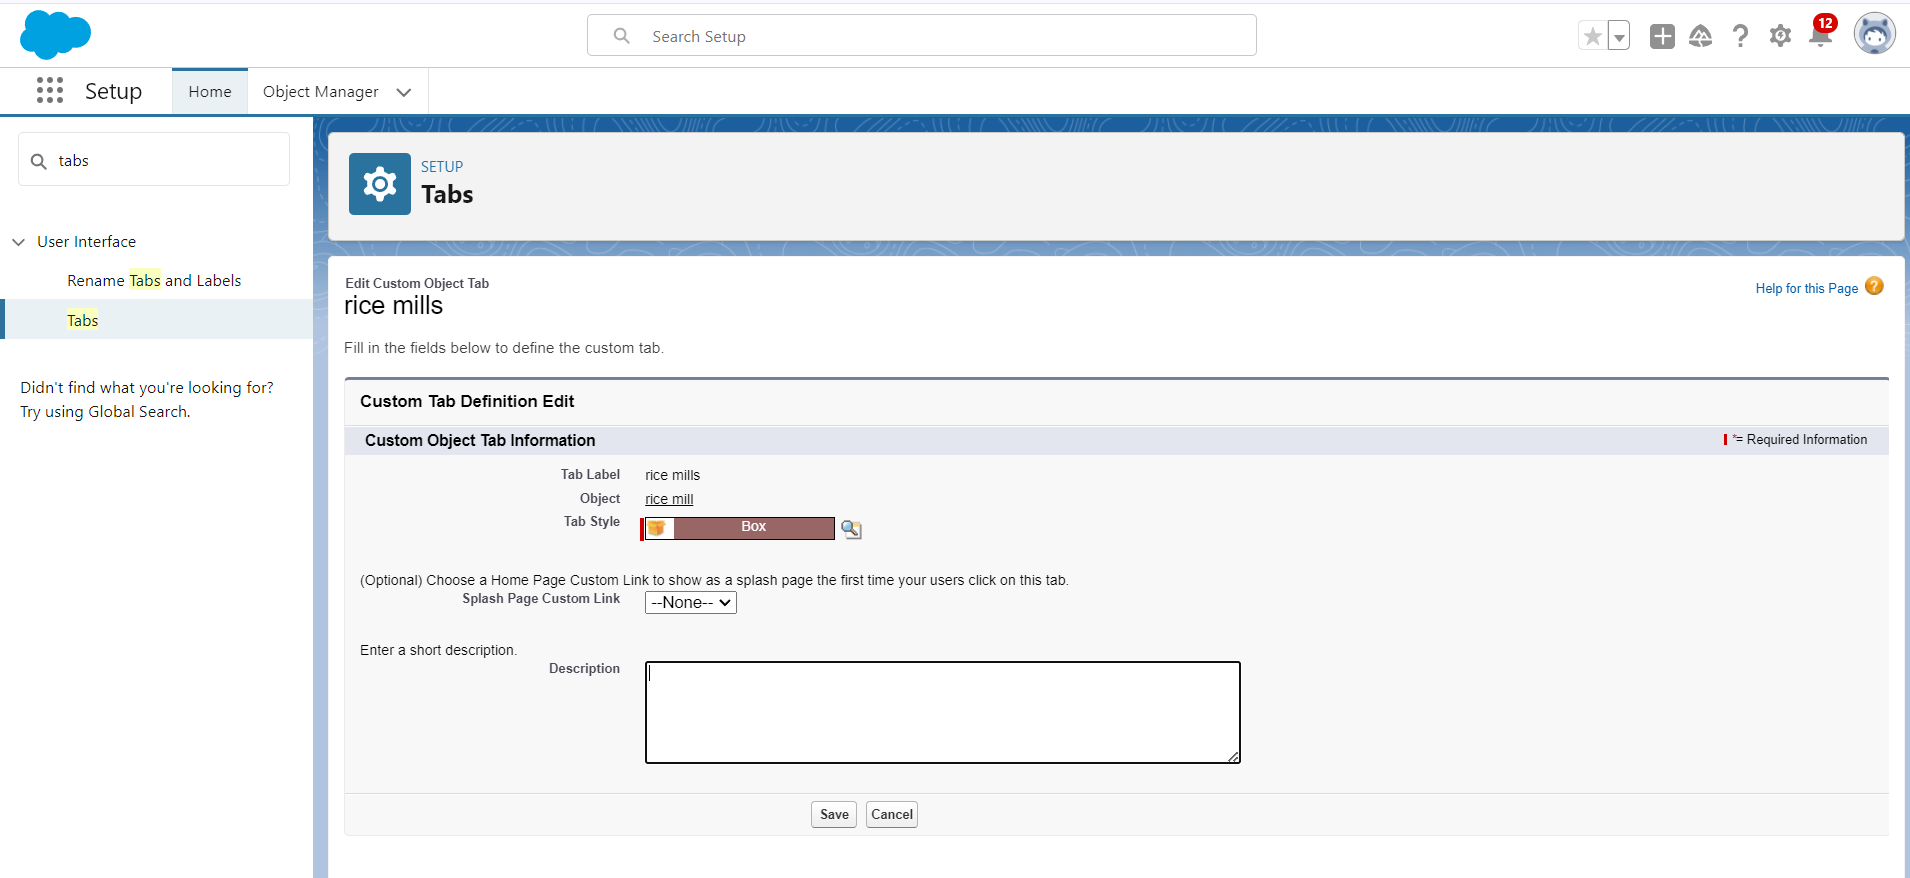 Search Setup
12
Setup
Home
Object Manager
tabs
User Interface
Rename Tabs and Labels
Tabs
Didn't find what you're looking for?
Try using Global Search.
SETUP
Tabs
Edit Custom Object Tab
rice mills
Help for this Page ?
Fill in the fields below to define the custom tab.
Custom Tab Definition Edit
Custom Object Tab Information
*= Required Information
Tab Label rice mills
Object rice mill
Tab Style Box
(Optional) Choose a Home Page Custom Link to show as a splash page the first time your users click on this tab.
Splash Page Custom Link --None--
Enter a short description.
Description
Save Cancel